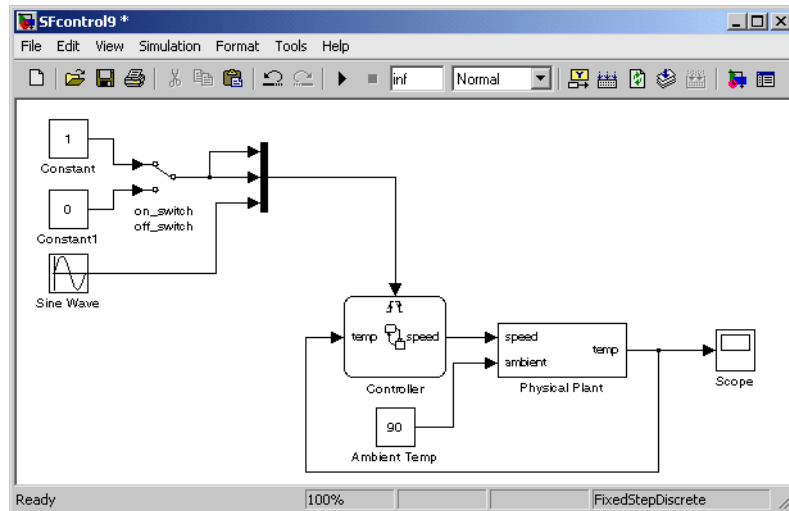 SFcontrol9 *
File Edit View Simulation Format Tools Help
inf Normal
1
Constant
0
Constant1
on_switch
off_switch
Sine Wave
temp speed
Controller
speed
ambient
temp
Physical Plant
Scope
90
Ambient Temp
Ready 100% FixedStepDiscrete